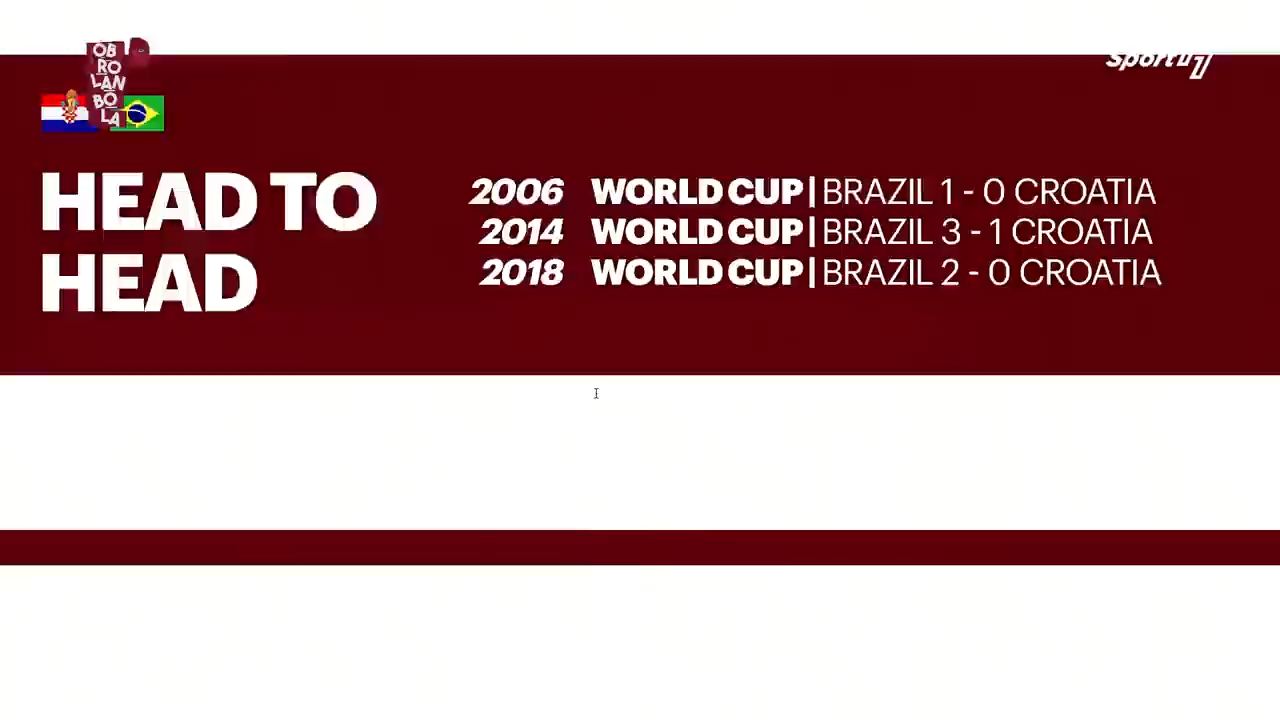 OB
RO
LAN
BO
LA
Sportu1
HEAD TO
HEAD
2006 WORLD CUP | BRAZIL 1 - 0 CROATIA
2014 WORLD CUP | BRAZIL 3 - 1 CROATIA
2018 WORLD CUP | BRAZIL 2 - 0 CROATIA